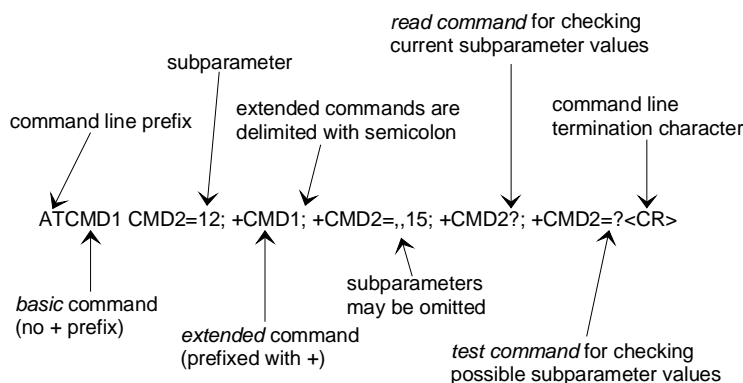 read command for checking
current subparameter values
subparameter
extended commands are
delimited with semicolon
command line
termination character
command line prefix
ATCMD1 CMD2=12; +CMD1; +CMD2=,,15; +CMD2?; +CMD2=?<CR>
subparameters
may be omitted
basic command
(no + prefix)
extended command
(prefixed with +)
test command for checking
possible subparameter values